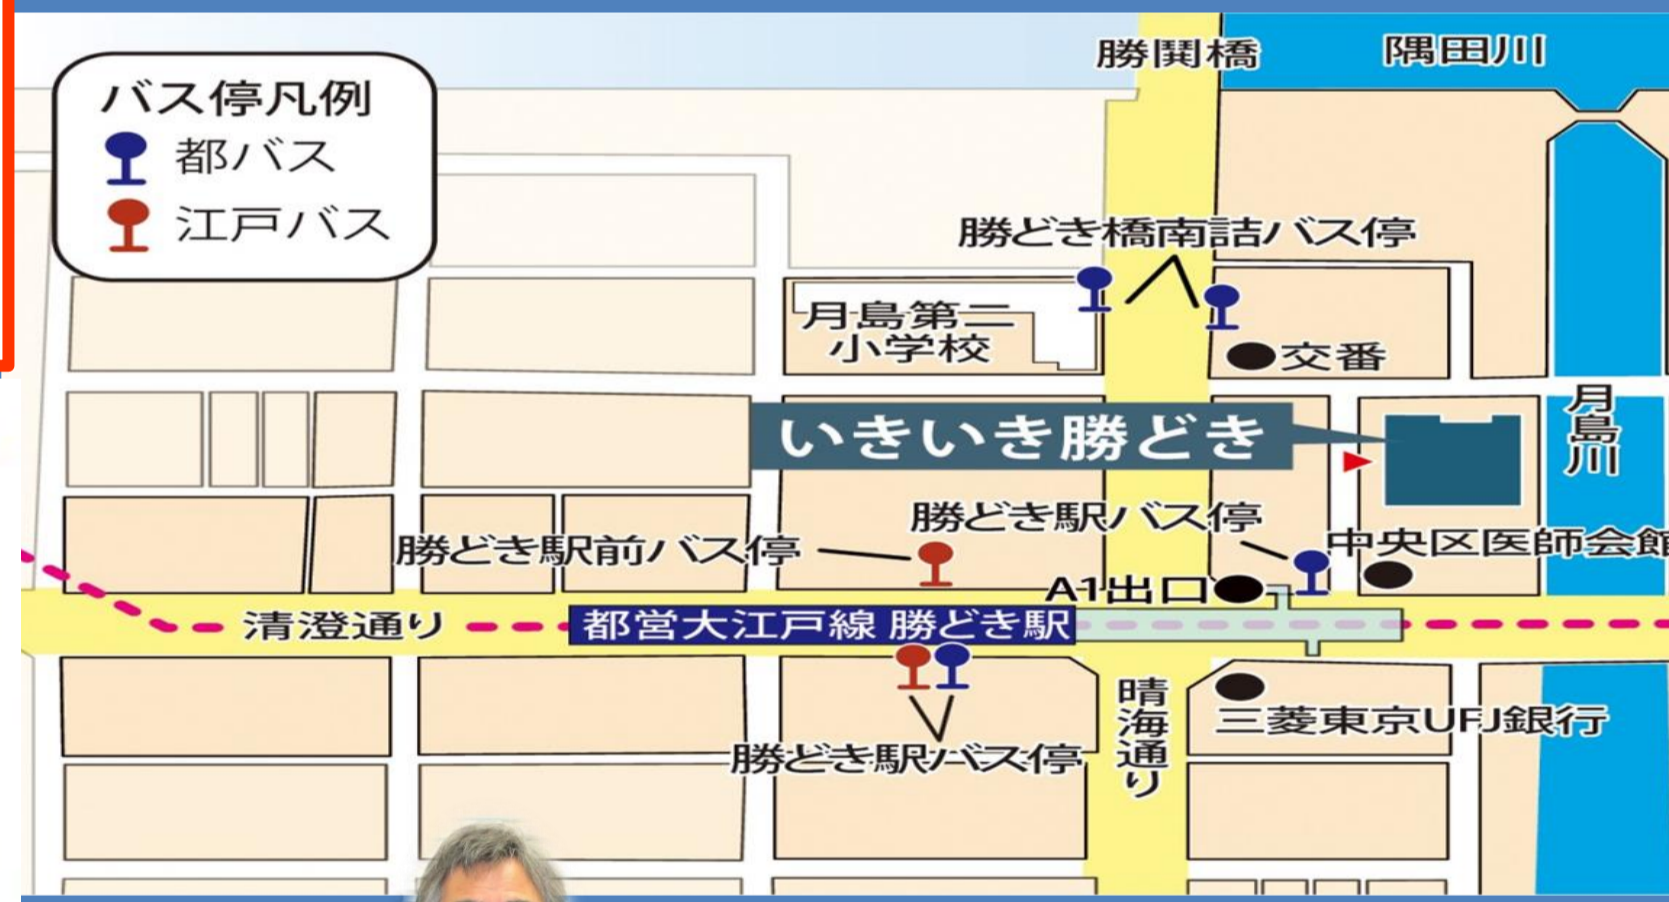 勝鬨橋
隅田川
バス停凡例
都バス
江戸バス
勝どき橋南詰バス停
月島第二
小学校
交番
いきいき勝どき
月島川
勝どき駅バス停
勝どき駅前バス停
中央区医師会館
A1出口
清澄通り
都営大江戸線 勝どき駅
晴海通り
三菱東京UFJ銀行
勝どき駅バス停